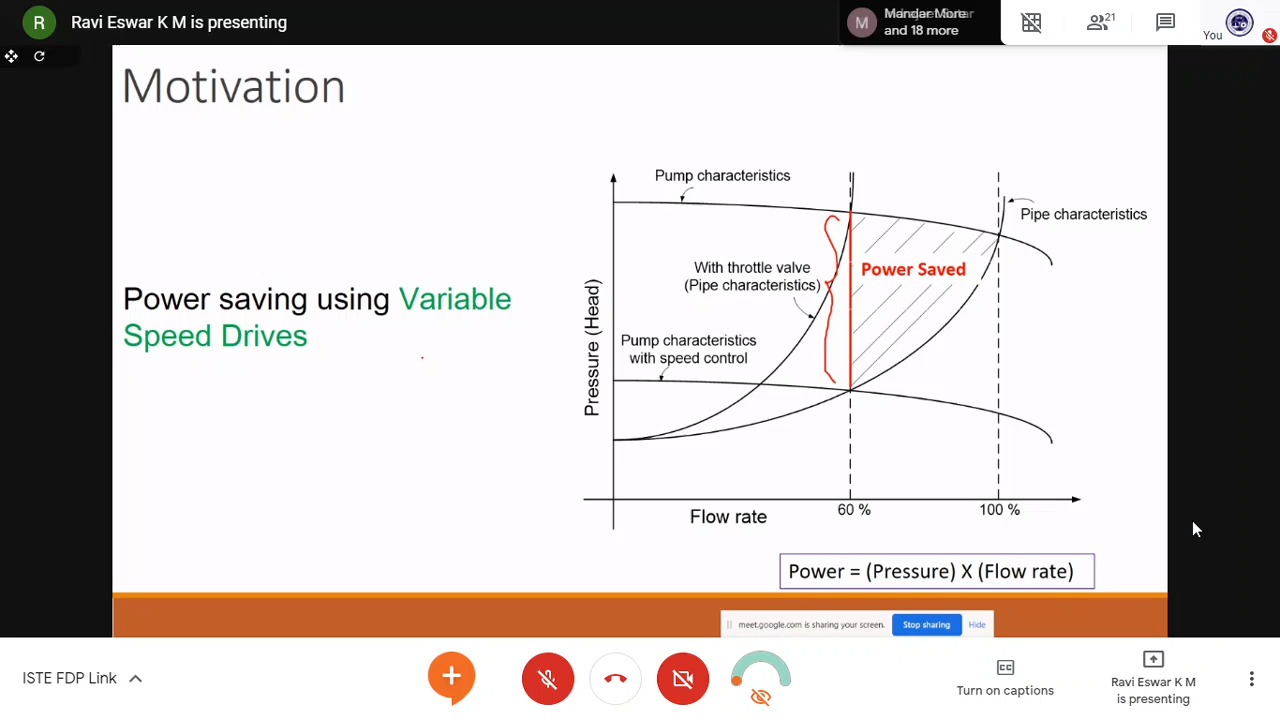 R
Ravi Eswar K M is presenting
M
Mandar More
and 18 more
21
You
Motivation
Power saving using Variable
Speed Drives
Pump characteristics
Pipe characteristics
With throttle valve
(Pipe characteristics)
Power Saved
Pump characteristics
with speed control
Pressure (Head)
Flow rate
60 %
100 %
Power = (Pressure) X (Flow rate)
meet.google.com is sharing your screen.
Stop sharing
Hide
ISTE FDP Link
CC
Turn on captions
Ravi Eswar K M
is presenting